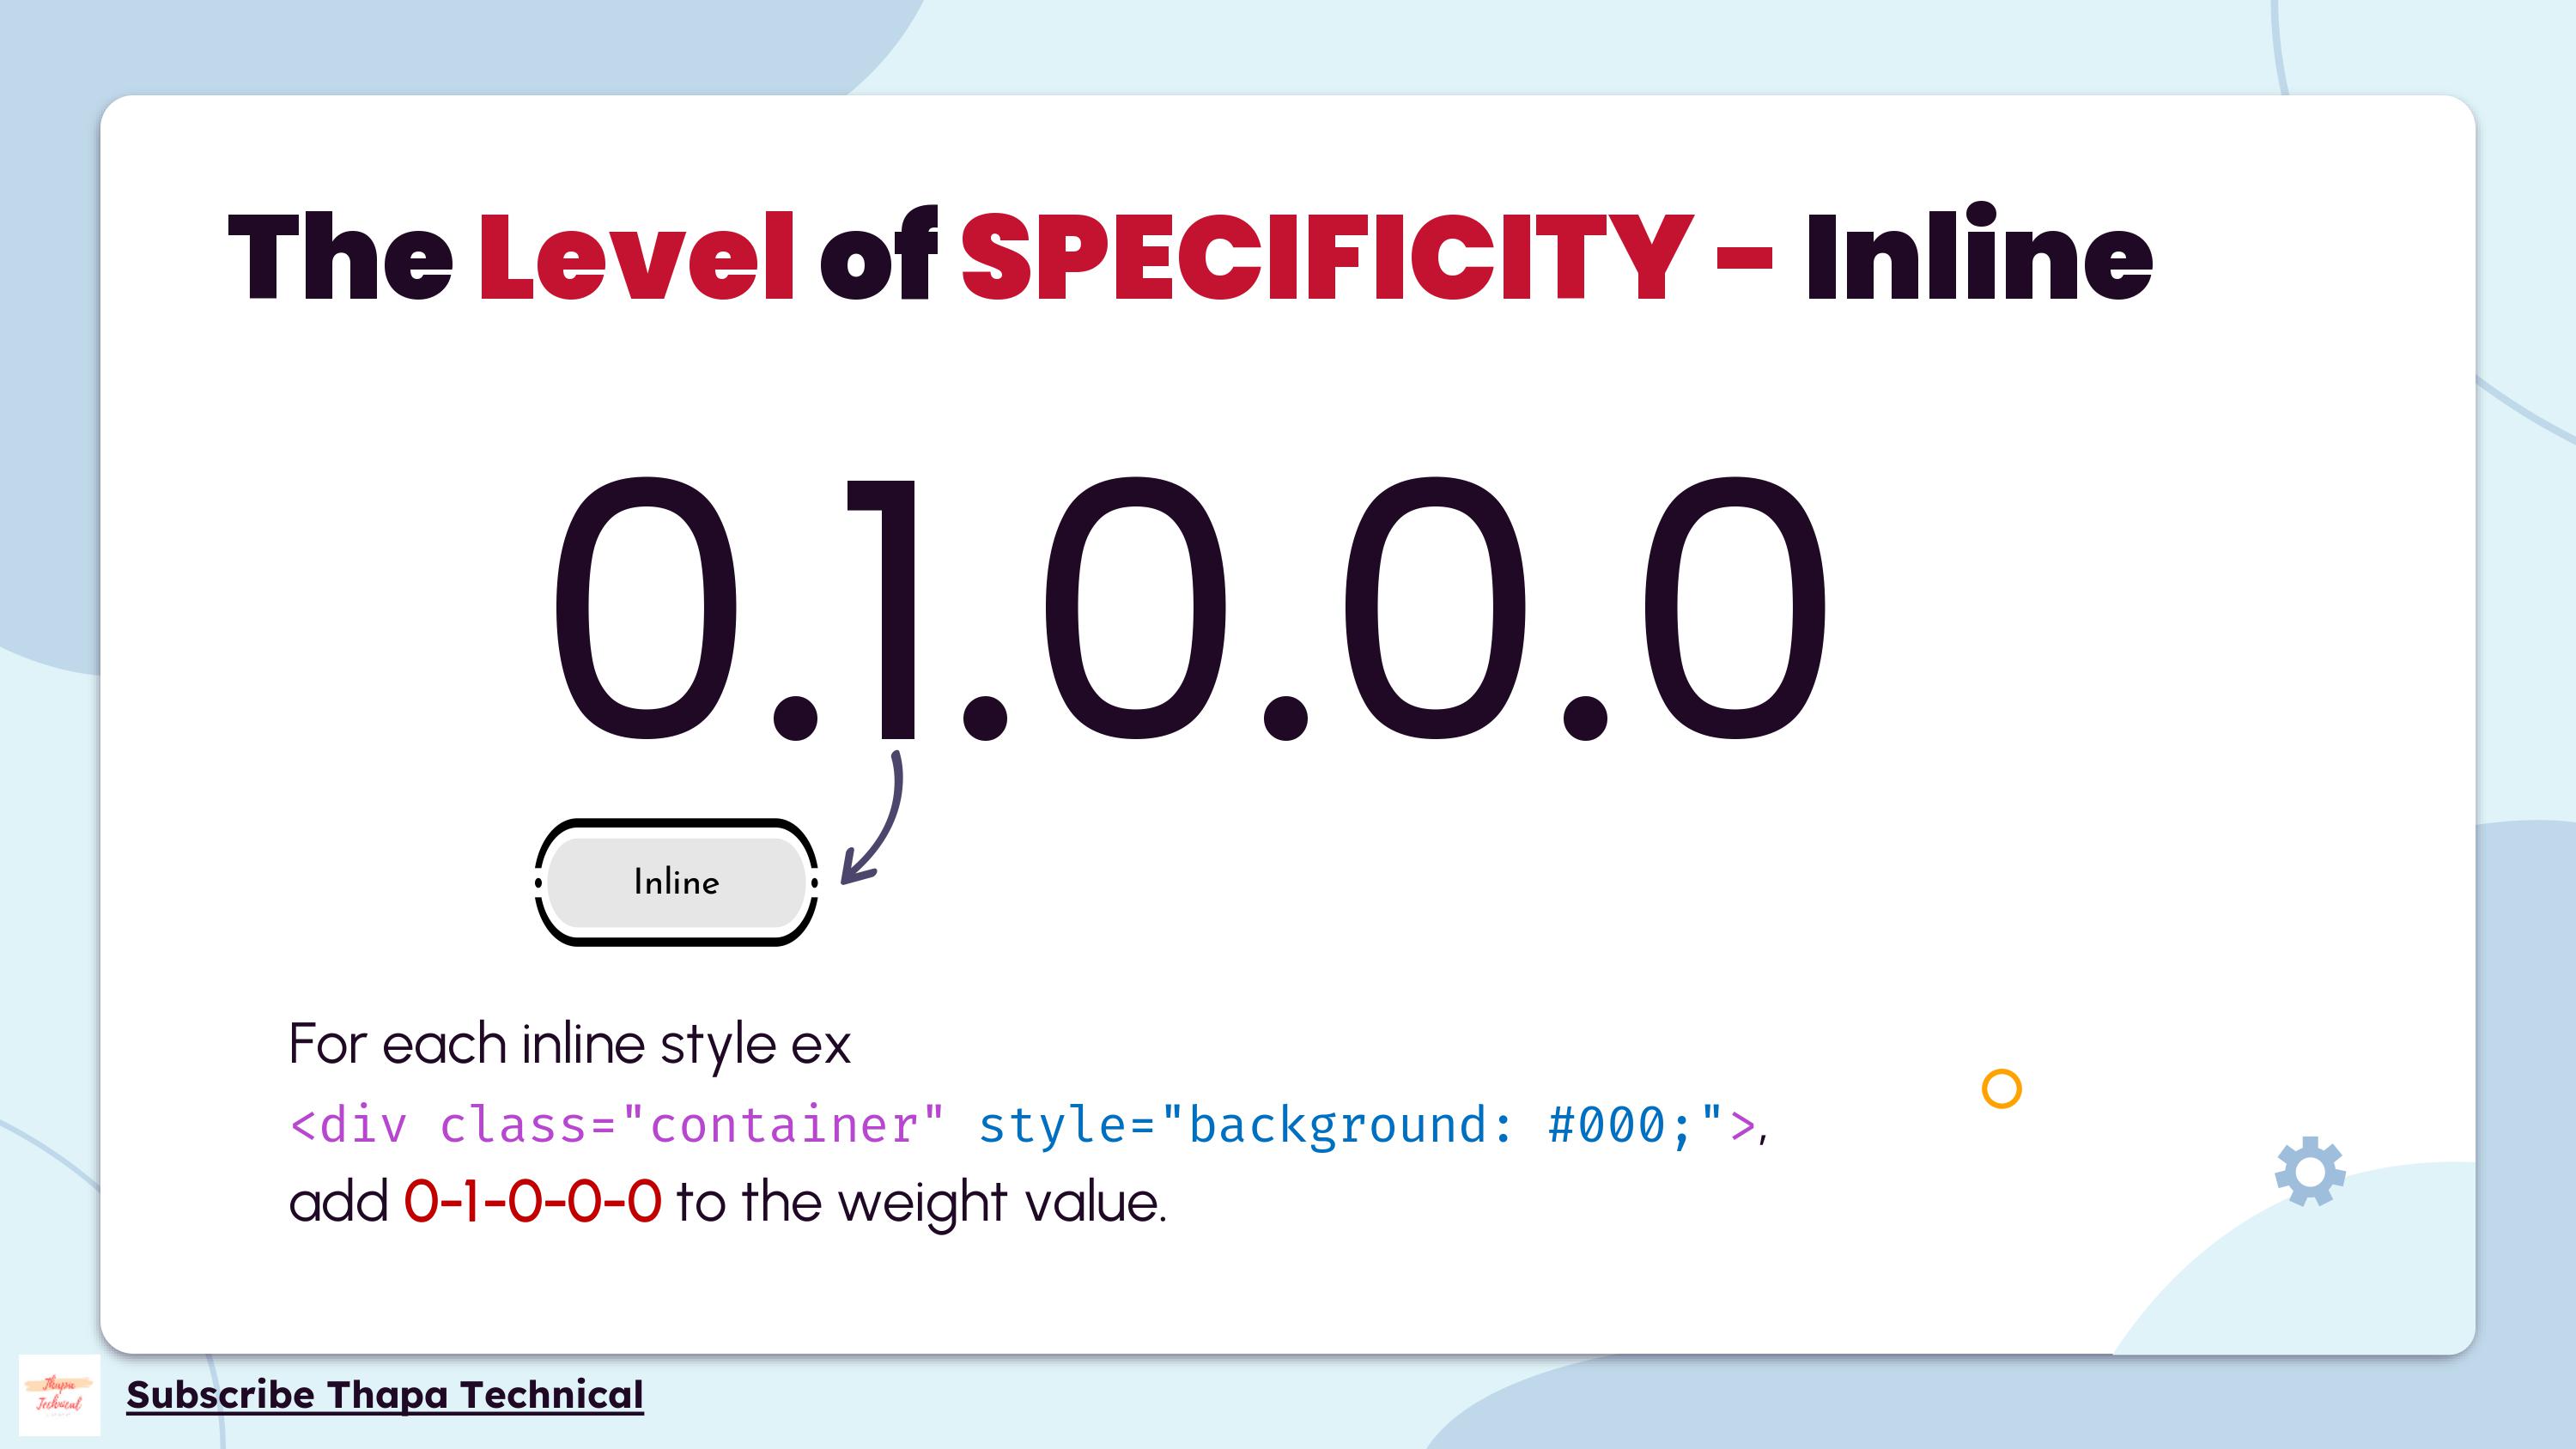 The Level of SPECIFICITY - Inline
0.1.0.0.0
Inline
For each inline style ex
<div class="container" style="background: #000;">,
add 0-1-0-0-0 to the weight value.
Thapa
Technical
Subscribe Thapa Technical